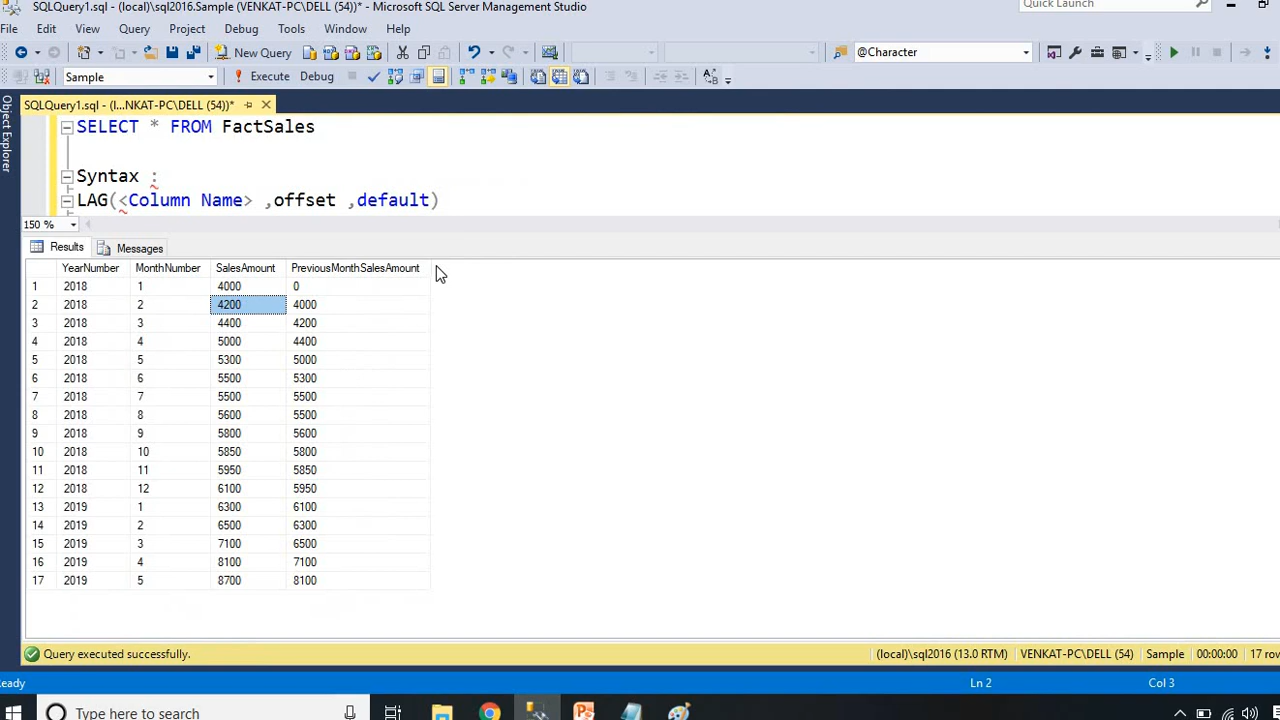 SQLQuery1.sql - (local)\sql2016.Sample (VENKAT-PC\DELL (54))* - Microsoft SQL Server Management Studio
Quick Launch
File Edit View Query Project Debug Tools Window Help
New Query @Character
Sample Execute Debug
SQLQuery1.sql - (l...NKAT-PC\DELL (54))*
Object Explorer
SELECT * FROM FactSales
Syntax :
LAG(<Column Name> ,offset ,default)
150 %
Results Messages
YearNumber MonthNumber SalesAmount PreviousMonthSalesAmount
1 2018 1 4000 0
2 2018 2 4200 4000
3 2018 3 4400 4200
4 2018 4 5000 4400
5 2018 5 5300 5000
6 2018 6 5500 5300
7 2018 7 5500 5500
8 2018 8 5600 5500
9 2018 9 5800 5600
10 2018 10 5850 5800
11 2018 11 5950 5850
12 2018 12 6100 5950
13 2019 1 6300 6100
14 2019 2 6500 6300
15 2019 3 7100 6500
16 2019 4 8100 7100
17 2019 5 8700 8100
Query executed successfully. (local)\sql2016 (13.0 RTM) VENKAT-PC\DELL (54) Sample 00:00:00 17 rov
eady Ln 2 Col 3
Type here to search